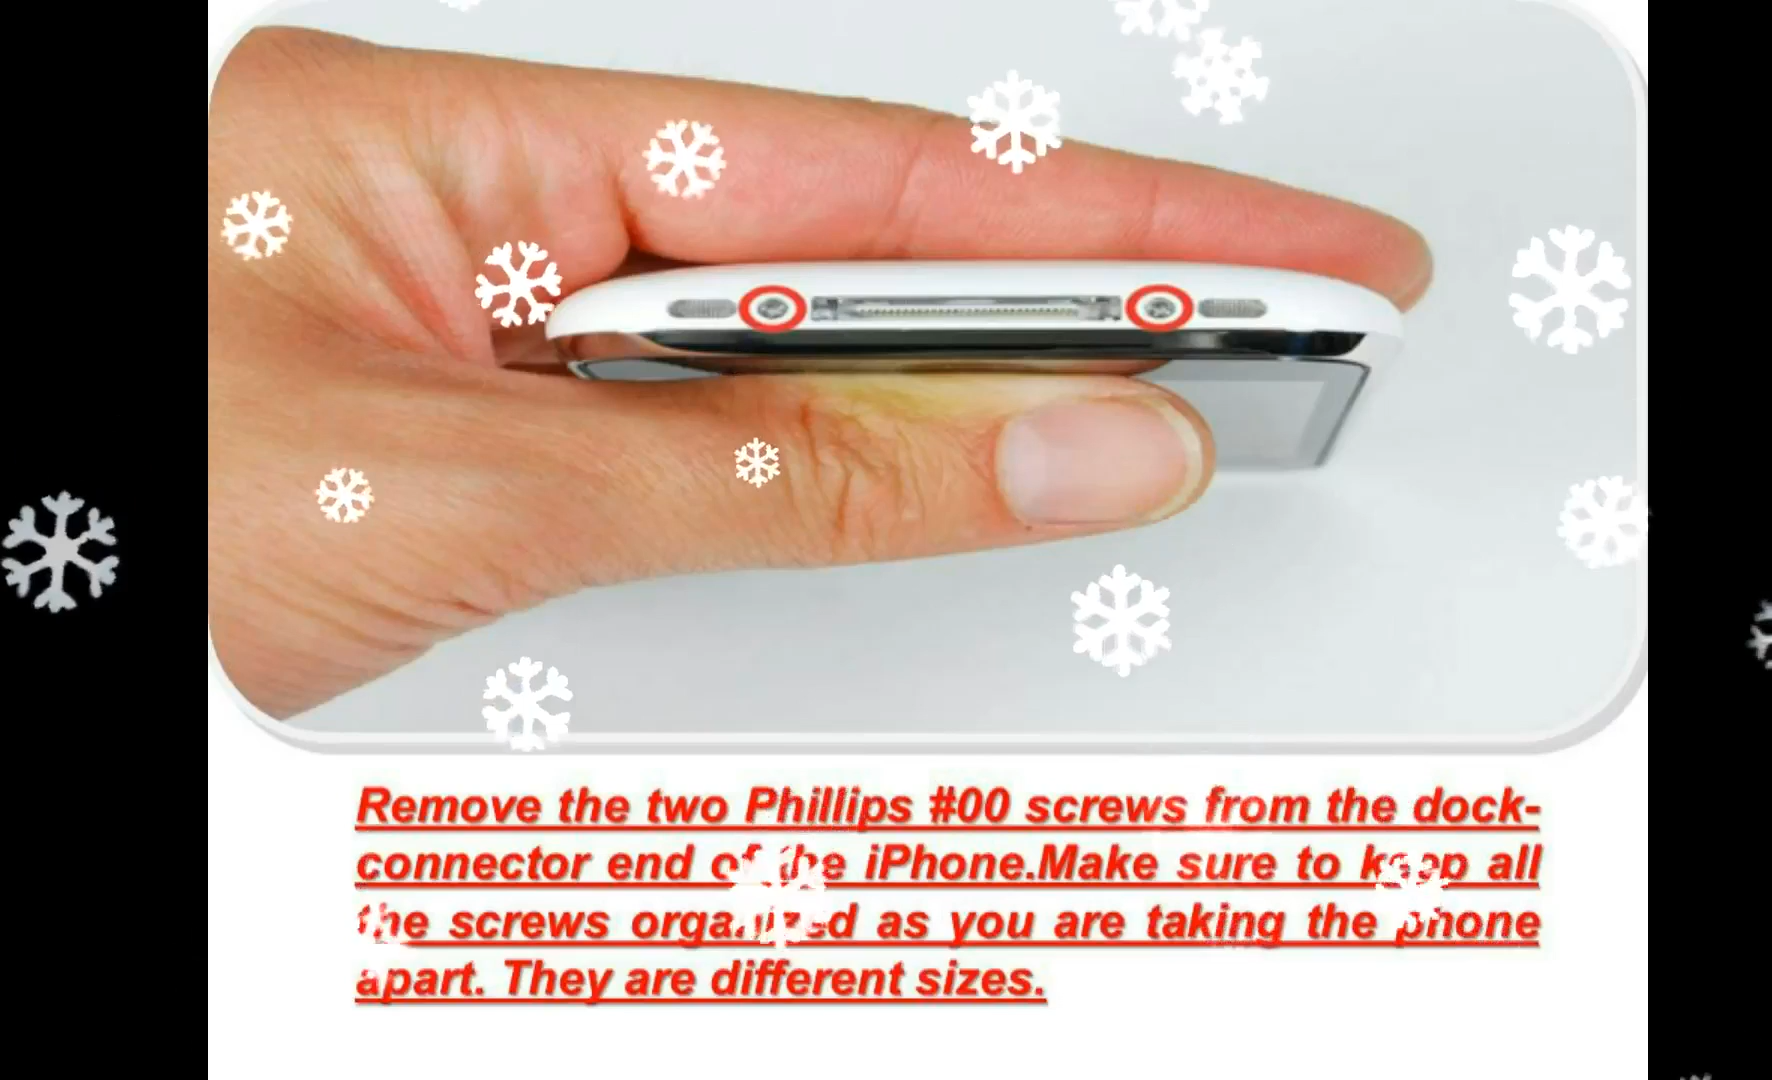 Remove the two Phillips #00 screws from the dock-
connector end of the iPhone.Make sure to keep all
the screws organized as you are taking the phone
apart. They are different sizes.